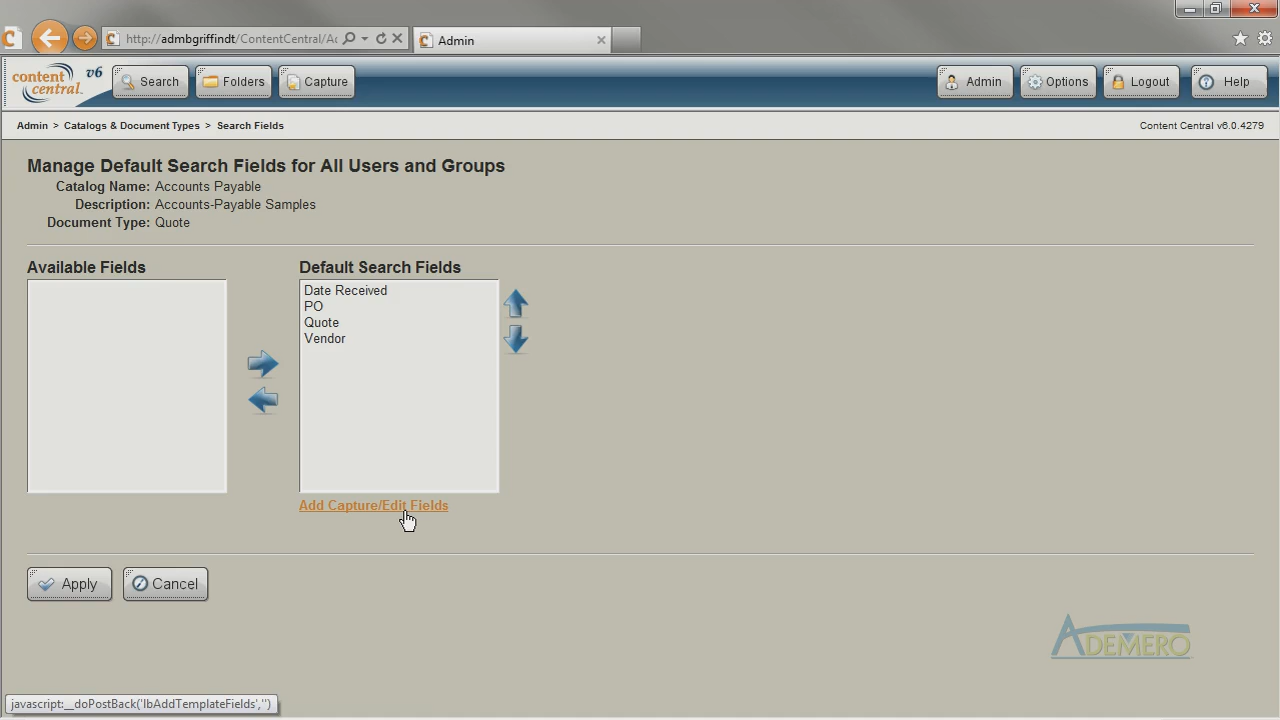 http://admbgriffindt/ContentCentral/Ac
Admin
content central. v6
Search
Folders
Capture
Admin
Options
Logout
Help
Admin > Catalogs & Document Types > Search Fields
Content Central v6.0.4279
Manage Default Search Fields for All Users and Groups
Catalog Name: Accounts Payable
Description: Accounts-Payable Samples
Document Type: Quote
Available Fields
Default Search Fields
Date Received
PO
Quote
Vendor
Add Capture/Edit Fields
Apply
Cancel
ADEMERO
javascript:__doPostBack('lbAddTemplateFields','')